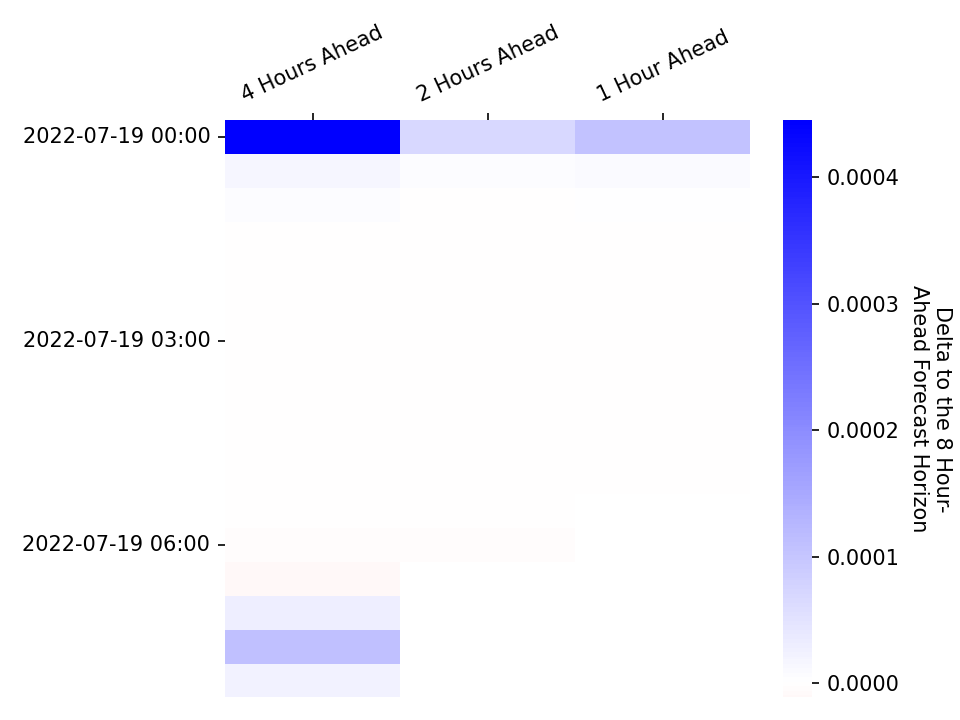 4 Hours Ahead
2 Hours Ahead
1 Hour Ahead
2022-07-19 00:00
2022-07-19 03:00
2022-07-19 06:00
0.0004
0.0003
0.0002
0.0001
0.0000
Delta to the 8 Hour-
Ahead Forecast Horizon